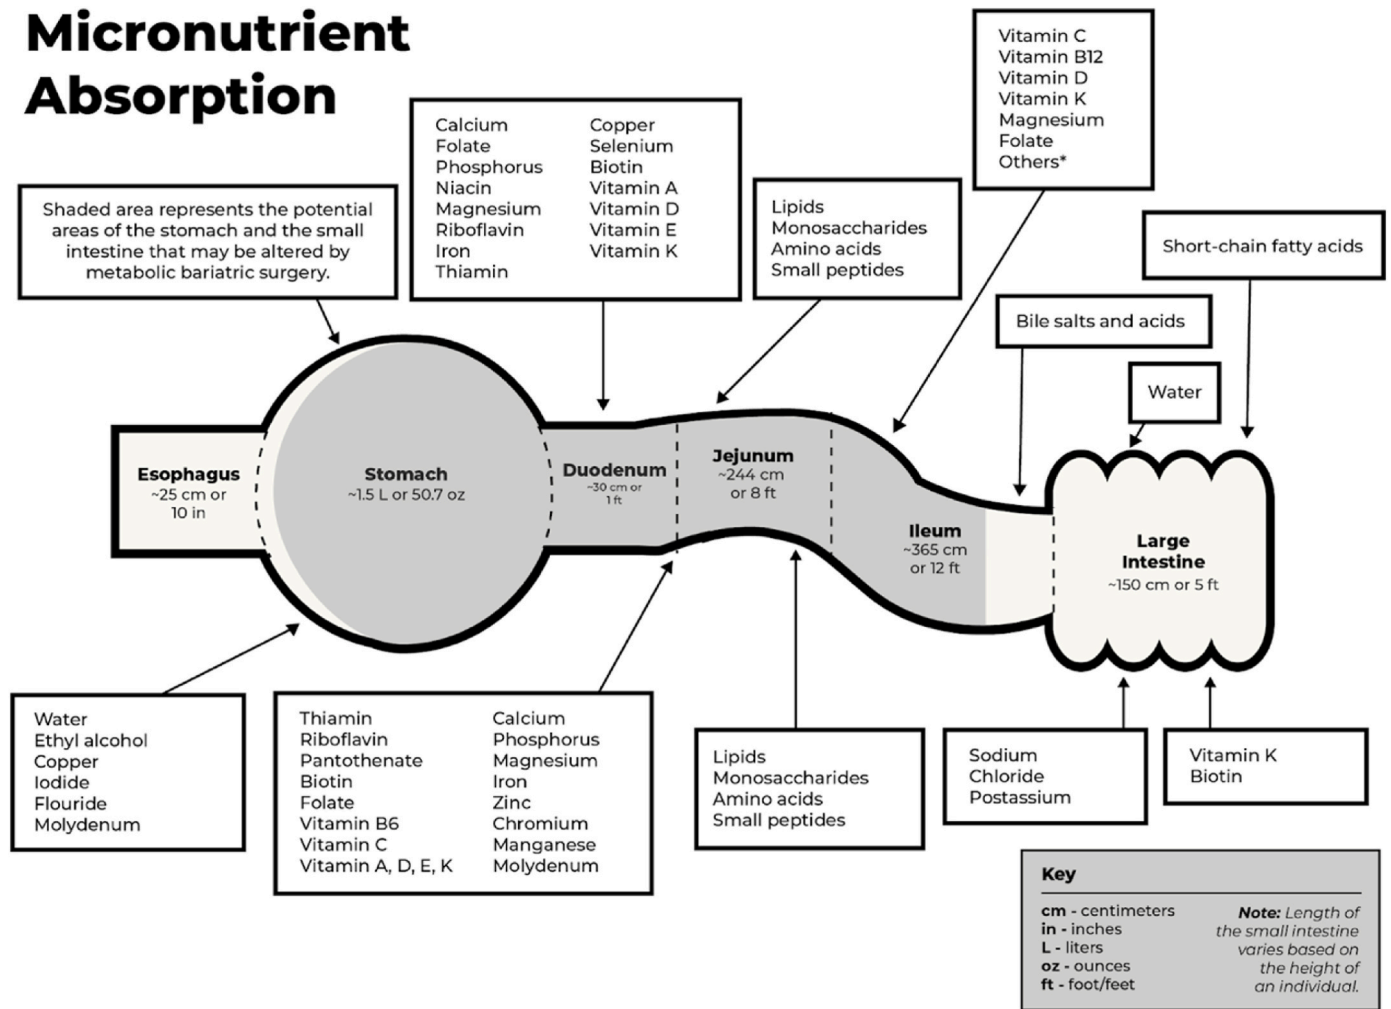 Micronutrient
Absorption
Shaded area represents the potential
areas of the stomach and the small
intestine that may be altered by
metabolic bariatric surgery.
Calcium
Folate
Phosphorus
Niacin
Magnesium
Riboflavin
Iron
Thiamin
Copper
Selenium
Biotin
Vitamin A
Vitamin D
Vitamin E
Vitamin K
Lipids
Monosaccharides
Amino acids
Small peptides
Vitamin C
Vitamin B12
Vitamin D
Vitamin K
Magnesium
Folate
Others*
Short-chain fatty acids
Bile salts and acids
Water
Esophagus
~25 cm or
10 in
Stomach
~1.5 L or 50.7 oz
Duodenum
~30 cm or
1 ft
Jejunum
~244 cm
or 8 ft
Ileum
~365 cm
or 12 ft
Large
Intestine
~150 cm or 5 ft
Water
Ethyl alcohol
Copper
Iodide
Flouride
Molydenum
Thiamin
Riboflavin
Pantothenate
Biotin
Folate
Vitamin B6
Vitamin C
Vitamin A, D, E, K
Calcium
Phosphorus
Magnesium
Iron
Zinc
Chromium
Manganese
Molydenum
Lipids
Monosaccharides
Amino acids
Small peptides
Sodium
Chloride
Postassium
Vitamin K
Biotin
Key
cm - centimeters
in - inches
L - liters
oz - ounces
ft - foot/feet
Note: Length of
the small intestine
varies based on
the height of
an individual.